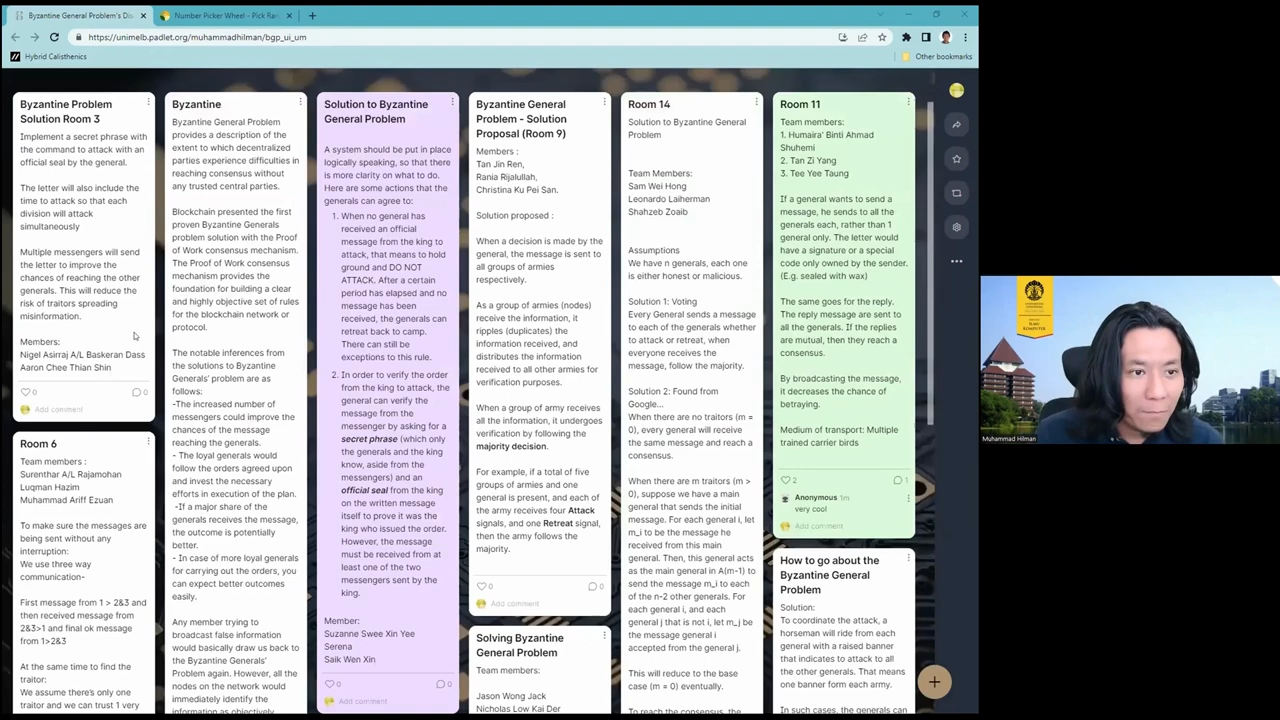 Byzantine General Problem's Di
Number Picker Wheel - Pick Ra
https://unimelb.padlet.org/muhammadhilman/bgp_ui_um
Hybrid Calisthenics
Other bookmarks
Byzantine Problem
Solution Room 3
Implement a secret phrase with
the command to attack with an
official seal by the general.
The letter will also include the
time to attack so that each
division will attack
simultaneously
Multiple messengers will send
the letter to improve the
chances of reaching the other
generals. This will reduce the
risk of traitors spreading
misinformation.
Members:
Nigel Asirraj A/L Baskeran Dass
Aaron Chee Thian Shin
0
0
Add comment
Room 6
Team members :
Surenthar A/L Rajamohan
Luqman Hazim
Muhammad Ariff Ezuan
To make sure the messages are
being sent without any
interruption:
We use three way
communication-
First message from 1 > 2&3 and
then received message from
2&3>1 and final ok message
from 1>2&3
At the same time to find the
traitor:
We assume there's only one
traitor and we can trust 1 very
Byzantine
Byzantine General Problem
provides a description of the
extent to which decentralized
parties experience difficulties in
reaching consensus without
any trusted central parties.
Blockchain presented the first
proven Byzantine Generals
problem solution with the Proof
of Work consensus mechanism.
The Proof of Work consensus
mechanism provides the
foundation for building a clear
and highly objective set of rules
for the blockchain network or
protocol.
The notable inferences from
the solutions to Byzantine
Generals' problem are as
follows:
-The increased number of
messengers could improve the
chances of the message
reaching the generals.
- The loyal generals would
follow the orders agreed upon
and invest the necessary
efforts in execution of the plan.
-If a major share of the
generals receives the message,
the outcome is potentially
better.
- In case of more loyal generals
for carrying out the orders, you
can expect better outcomes
easily.
Any member trying to
broadcast false information
would basically draw us back to
the Byzantine Generals'
Problem again. However, all the
nodes on the network would
immediately identify the
information as objectively
Solution to Byzantine
General Problem
A system should be put in place
logically speaking, so that there
is more clarity on what to do.
Here are some actions that the
generals can agree to:
1. When no general has
received an official
message from the king to
attack, that means to hold
ground and DO NOT
ATTACK. After a certain
period has elapsed and no
message has been
received, the generals can
retreat back to camp.
There can still be
exceptions to this rule.
2. In order to verify the order
from the king to attack, the
general can verify the
message from the
messenger by asking for a
secret phrase (which only
the generals and the king
know, aside from the
messengers) and an
official seal from the king
on the written message
itself to prove it was the
king who issued the order.
However, the message
must be received from at
least one of the two
messengers sent by the
king.
Member:
Suzanne Swee Xin Yee
Serena
Saik Wen Xin
0
0
Add comment
Byzantine General
Problem - Solution
Proposal (Room 9)
Members :
Tan Jin Ren,
Rania Rijalullah,
Christina Ku Pei San.
Solution proposed :
When a decision is made by the
general, the message is sent to
all groups of armies
respectively.
As a group of armies (nodes)
receive the information, it
ripples (duplicates) the
information received, and
distributes the information
received to all other armies for
verification purposes.
When a group of army receives
all the information, it undergoes
verification by following the
majority decision.
For example, if a total of five
groups of armies and one
general is present, and each of
the army receives four Attack
signals, and one Retreat signal,
then the army follows the
majority.
0
0
Add comment
Solving Byzantine
General Problem
Team members:
Jason Wong Jack
Nicholas Low Kai Der
Room 14
Solution to Byzantine General
Problem
Team Members:
Sam Wei Hong
Leonardo Laiherman
Shahzeb Zoaib
Assumptions
We have n generals, each one
is either honest or malicious.
Solution 1: Voting
Every General sends a message
to each of the generals whether
to attack or retreat, when
everyone receives the
message, follow the majority.
Solution 2: Found from
Google...
When there are no traitors (m =
0), every general will receive
the same message and reach a
consensus.
When there are m traitors (m >
0), suppose we have a main
general that sends the initial
message. For each general i, let
m_i to be the message he
received from this main
general. Then, this general acts
as the main general in A(m-1) to
send the message m_i to each
of the n-2 other generals. For
each general i, and each
general j that is not i, let m_j be
the message general i
accepted from the general j.
This will reduce to the base
case (m = 0) eventually.
To reach the consensus, the
Room 11
Team members:
1. Humaira' Binti Ahmad
Shuhemi
2. Tan Zi Yang
3. Tee Yee Taung
If a general wants to send a
message, he sends to all the
generals each, rather than 1
general only. The letter would
have a signature or a special
code only owned by the sender.
(E.g. sealed with wax)
The same goes for the reply.
The reply message are sent to
all the generals. If the replies
are mutual, then they reach a
consensus.
By broadcasting the message,
it decreases the chance of
betraying.
Medium of transport: Multiple
trained carrier birds
2
1
Anonymous 1m
very cool
Add comment
How to go about the
Byzantine General
Problem
Solution:
To coordinate the attack, a
horseman will ride from each
general with a raised banner
that indicates to attack to all
the other generals. That means
one banner form each army.
In such cases, the generals can
ILMU
KOMPUTER
Muhammad Hilman